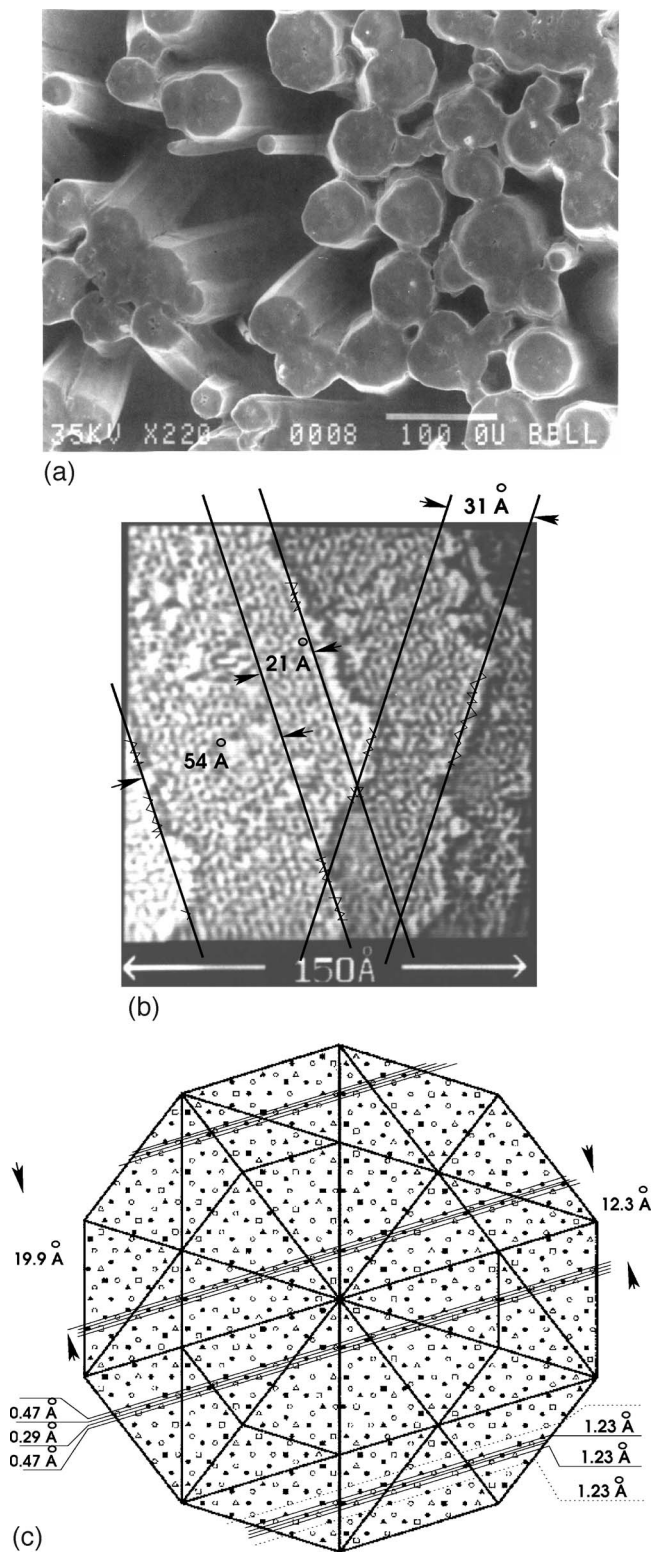 35KV X220 0008 100.0U BELL
(a)
31 Å
21 Å
54 Å
150Å
(b)
12.3 Å
19.9 Å
0.47 Å
0.29 Å
0.47 Å
1.23 Å
1.23 Å
1.23 Å
(c)